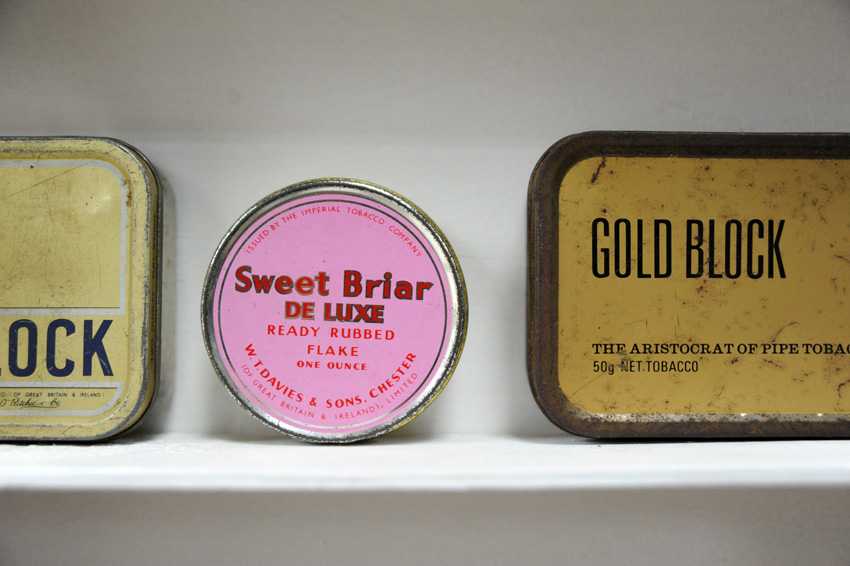 LOCK
OF GREAT BRITAIN & IRELAND
ISSUED BY THE IMPERIAL TOBACCO COMPANY
Sweet Briar
DE LUXE
READY RUBBED
FLAKE
ONE OUNCE
W.T. DAVIES & SONS, CHESTER
(OF GREAT BRITAIN & IRELAND), LIMITED
GOLD BLOCK
THE ARISTOCRAT OF PIPE TOBAC
50g NET TOBACCO